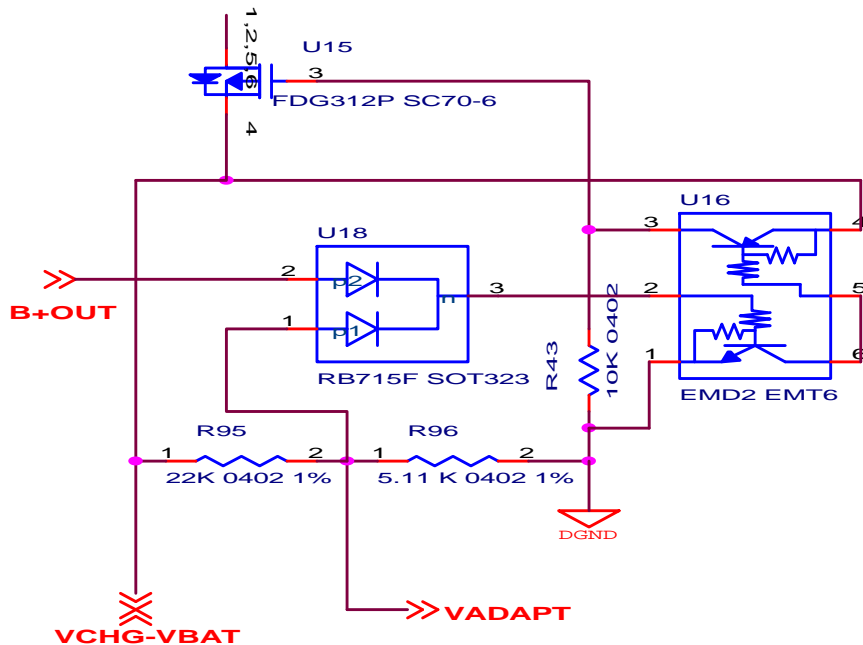 1,2,5,6
U15
3
FDG312P SC70-6
4
U16
3
4
U18
2
p2
3
n
2
5
B+OUT
1
p1
1
6
R43
10K 0402
RB715F SOT323
EMD2 EMT6
R95
R96
1
2
1
2
22K 0402 1%
5.11 K 0402 1%
DGND
VADAPT
VCHG-VBAT